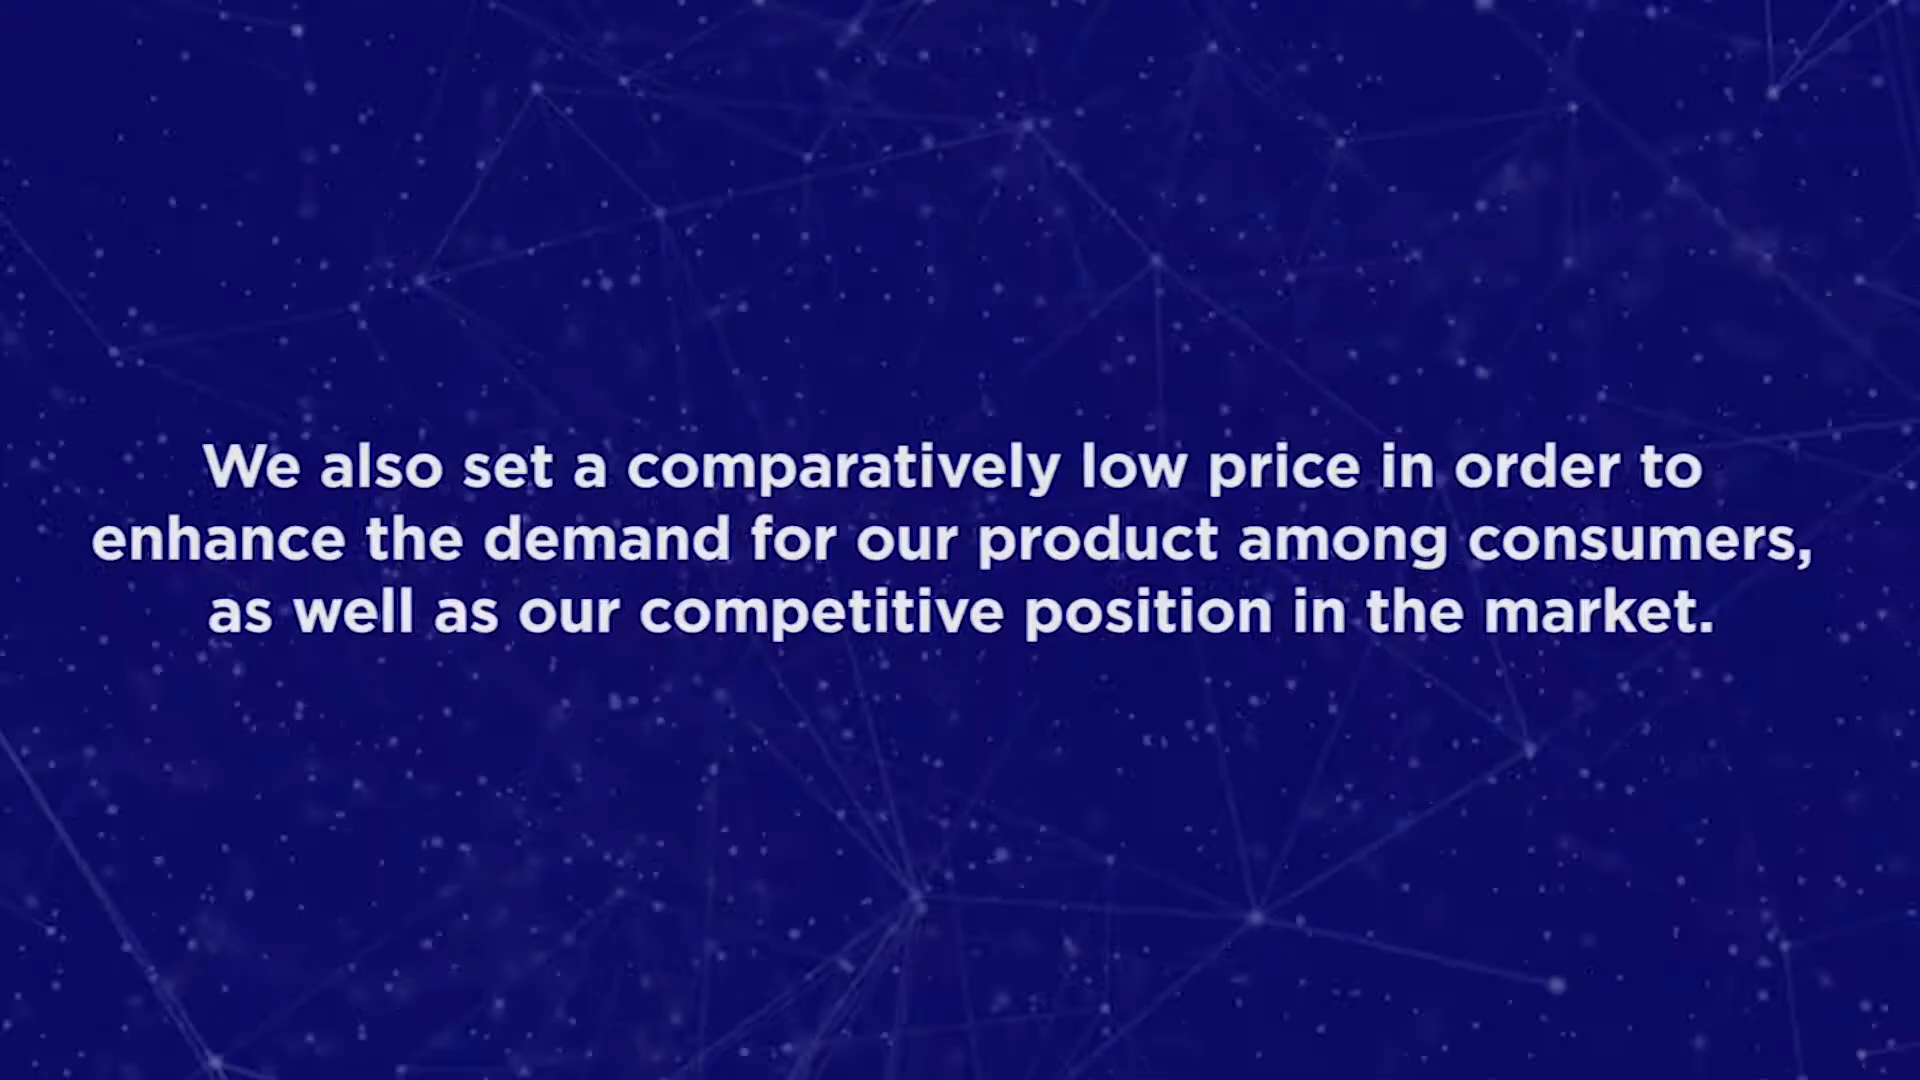 We also set a comparatively low price in order to
enhance the demand for our product among consumers,
as well as our competitive position in the market.